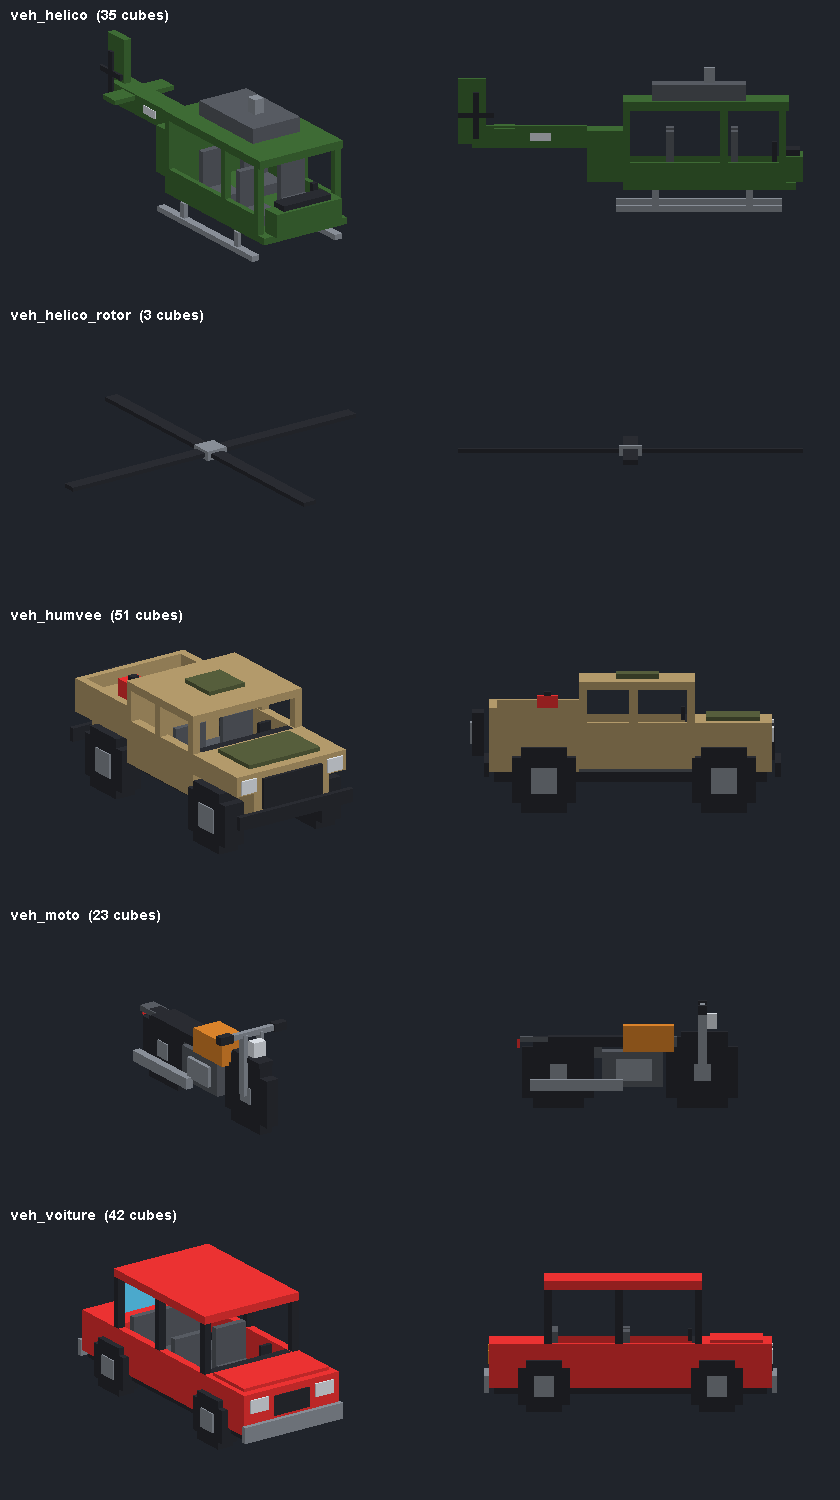 veh_helico (35 cubes)
veh_helico_rotor (3 cubes)
veh_humvee (51 cubes)
veh_moto (23 cubes)
veh_voiture (42 cubes)